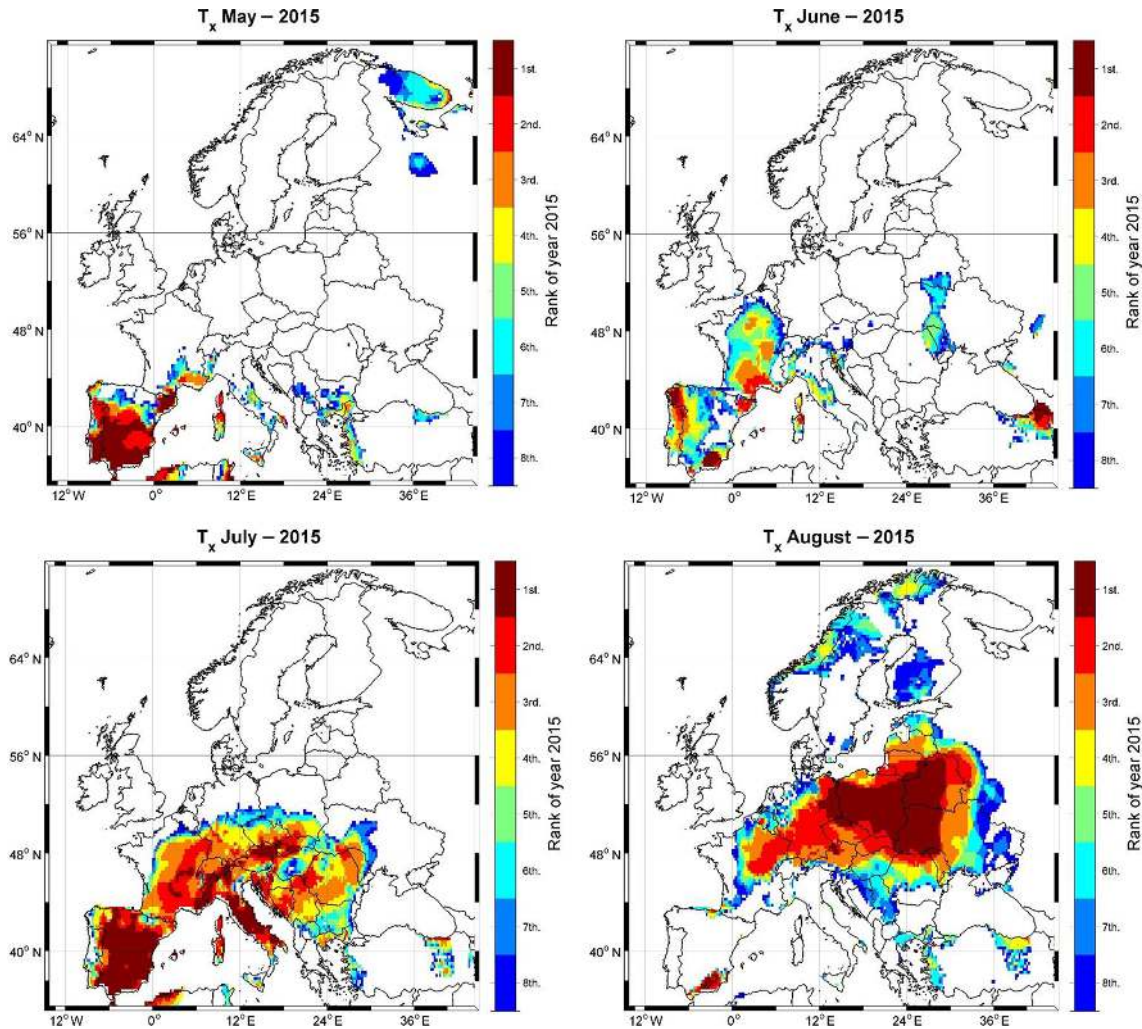 Tx May – 2015
64° N
56° N
48° N
40° N
12° W
0°
12° E
24° E
36° E
1st.
2nd.
3rd.
4th.
5th.
6th.
7th.
8th.
Rank of year 2015
Tx June – 2015
64° N
56° N
48° N
40° N
12° W
0°
12° E
24° E
36° E
1st.
2nd.
3rd.
4th.
5th.
6th.
7th.
8th.
Rank of year 2015
Tx July – 2015
64° N
56° N
48° N
40° N
12° W
0°
12° E
24° E
36° E
1st.
2nd.
3rd.
4th.
5th.
6th.
7th.
8th.
Rank of year 2015
Tx August – 2015
64° N
56° N
48° N
40° N
12° W
0°
12° E
24° E
36° E
1st.
2nd.
3rd.
4th.
5th.
6th.
7th.
8th.
Rank of year 2015